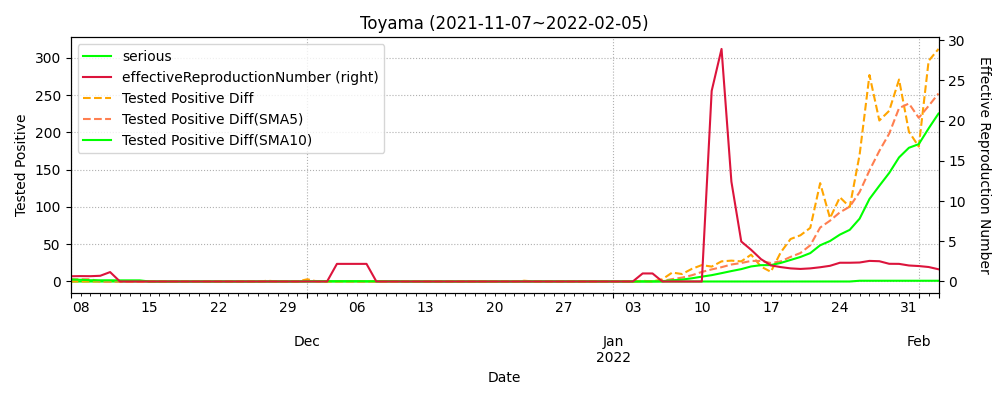 Toyama (2021-11-07~2022-02-05)
serious
effectiveReproductionNumber (right)
Tested Positive Diff
Tested Positive Diff(SMA5)
Tested Positive Diff(SMA10)
Tested Positive
300
250
200
150
100
50
0
Effective Reproduction Number
30
25
20
15
10
5
0
08 15 22 29 06 13 20 27 03 10 17 24 31
Dec Jan Feb
2022
Date